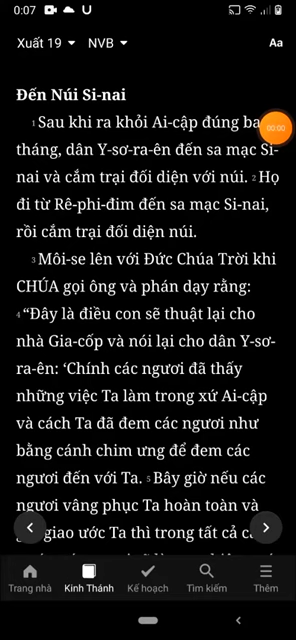 0:07
Xuất 19 NVB Aa
Đến Núi Si-nai
1 Sau khi ra khỏi Ai-cập đúng ba
00:00
tháng, dân Y-sơ-ra-ên đến sa mạc Si-
nai và cắm trại đối diện với núi. 2 Họ
đi từ Rê-phi-đim đến sa mạc Si-nai,
rồi cắm trại đối diện núi.
3 Môi-se lên với Đức Chúa Trời khi
CHÚA gọi ông và phán dạy rằng:
4 “Đây là điều con sẽ thuật lại cho
nhà Gia-cốp và nói lại cho dân Y-sơ-
ra-ên: ‘Chính các ngươi đã thấy
những việc Ta làm trong xứ Ai-cập
và cách Ta đã đem các ngươi như
bằng cánh chim ưng để đem các
ngươi đến với Ta. 5 Bây giờ nếu các
ngươi vâng phục Ta hoàn toàn và
giao ước Ta thì trong tất cả
Trang nhà Kinh Thánh Kế hoạch Tìm kiếm Thêm